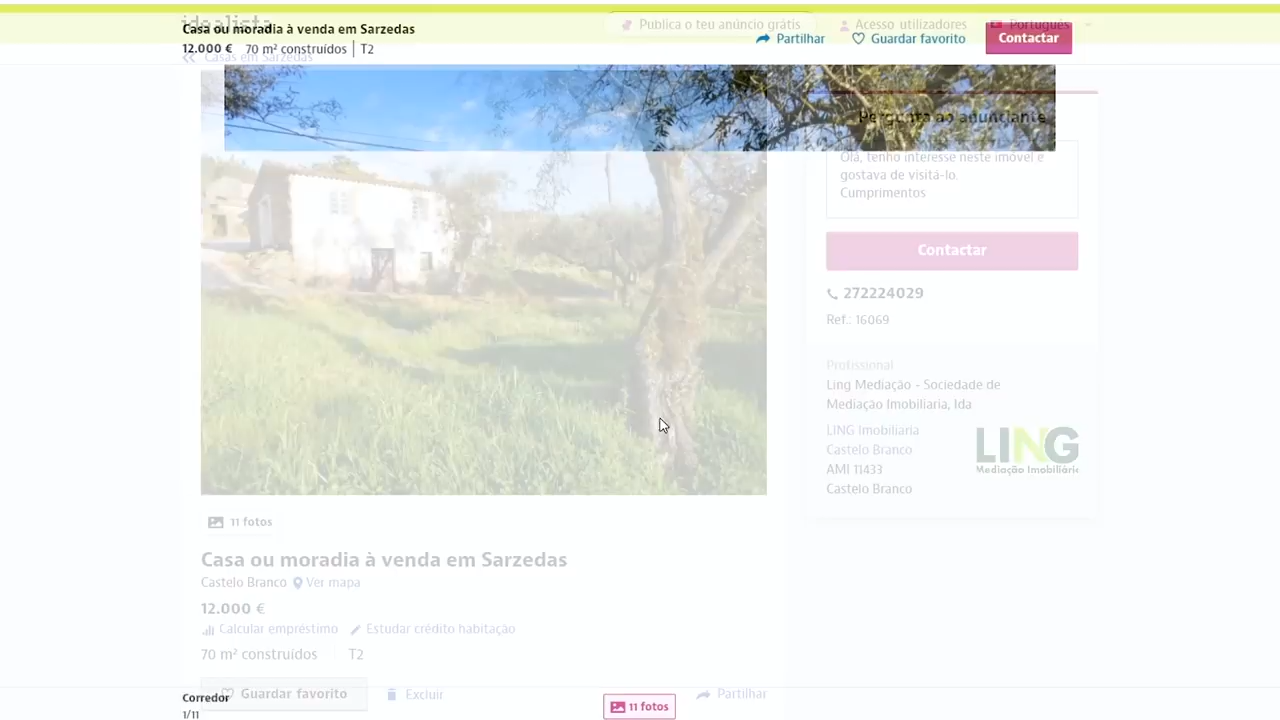 idealista
Publica o teu anúncio grátis
Acesso utilizadores
Português
Casa ou moradia à venda em Sarzedas
12.000 € 70 m² construídos T2
Partilhar
Guardar favorito
Contactar
Casas em Sarzedas
Pergunta ao anunciante
Olá, tenho interesse neste imóvel e
gostava de visitá-lo.
Cumprimentos
Contactar
272224029
Ref.: 16069
Profissional
Ling Mediação - Sociedade de
Mediação Imobiliaria, lda
LING Imobiliaria
Castelo Branco
AMI 11433
Castelo Branco
LING
Mediação Imobiliária
11 fotos
Casa ou moradia à venda em Sarzedas
Castelo Branco Ver mapa
12.000 €
Calcular empréstimo Estudar crédito habitação
70 m² construídos T2
Guardar favorito Excluir Partilhar
Corredor
1/11
11 fotos